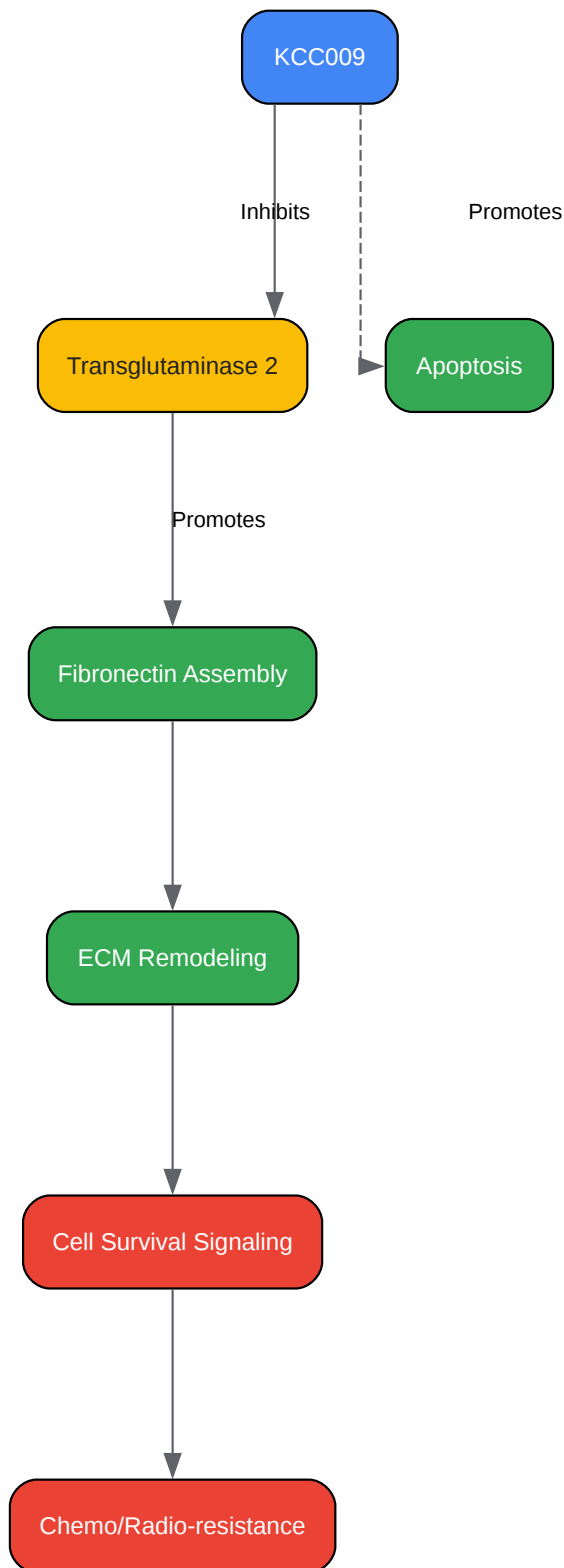 KCC009
Inhibits
Promotes
Transglutaminase 2
Apoptosis
Promotes
Fibronectin Assembly
ECM Remodeling
Cell Survival Signaling
Chemo/Radio-resistance